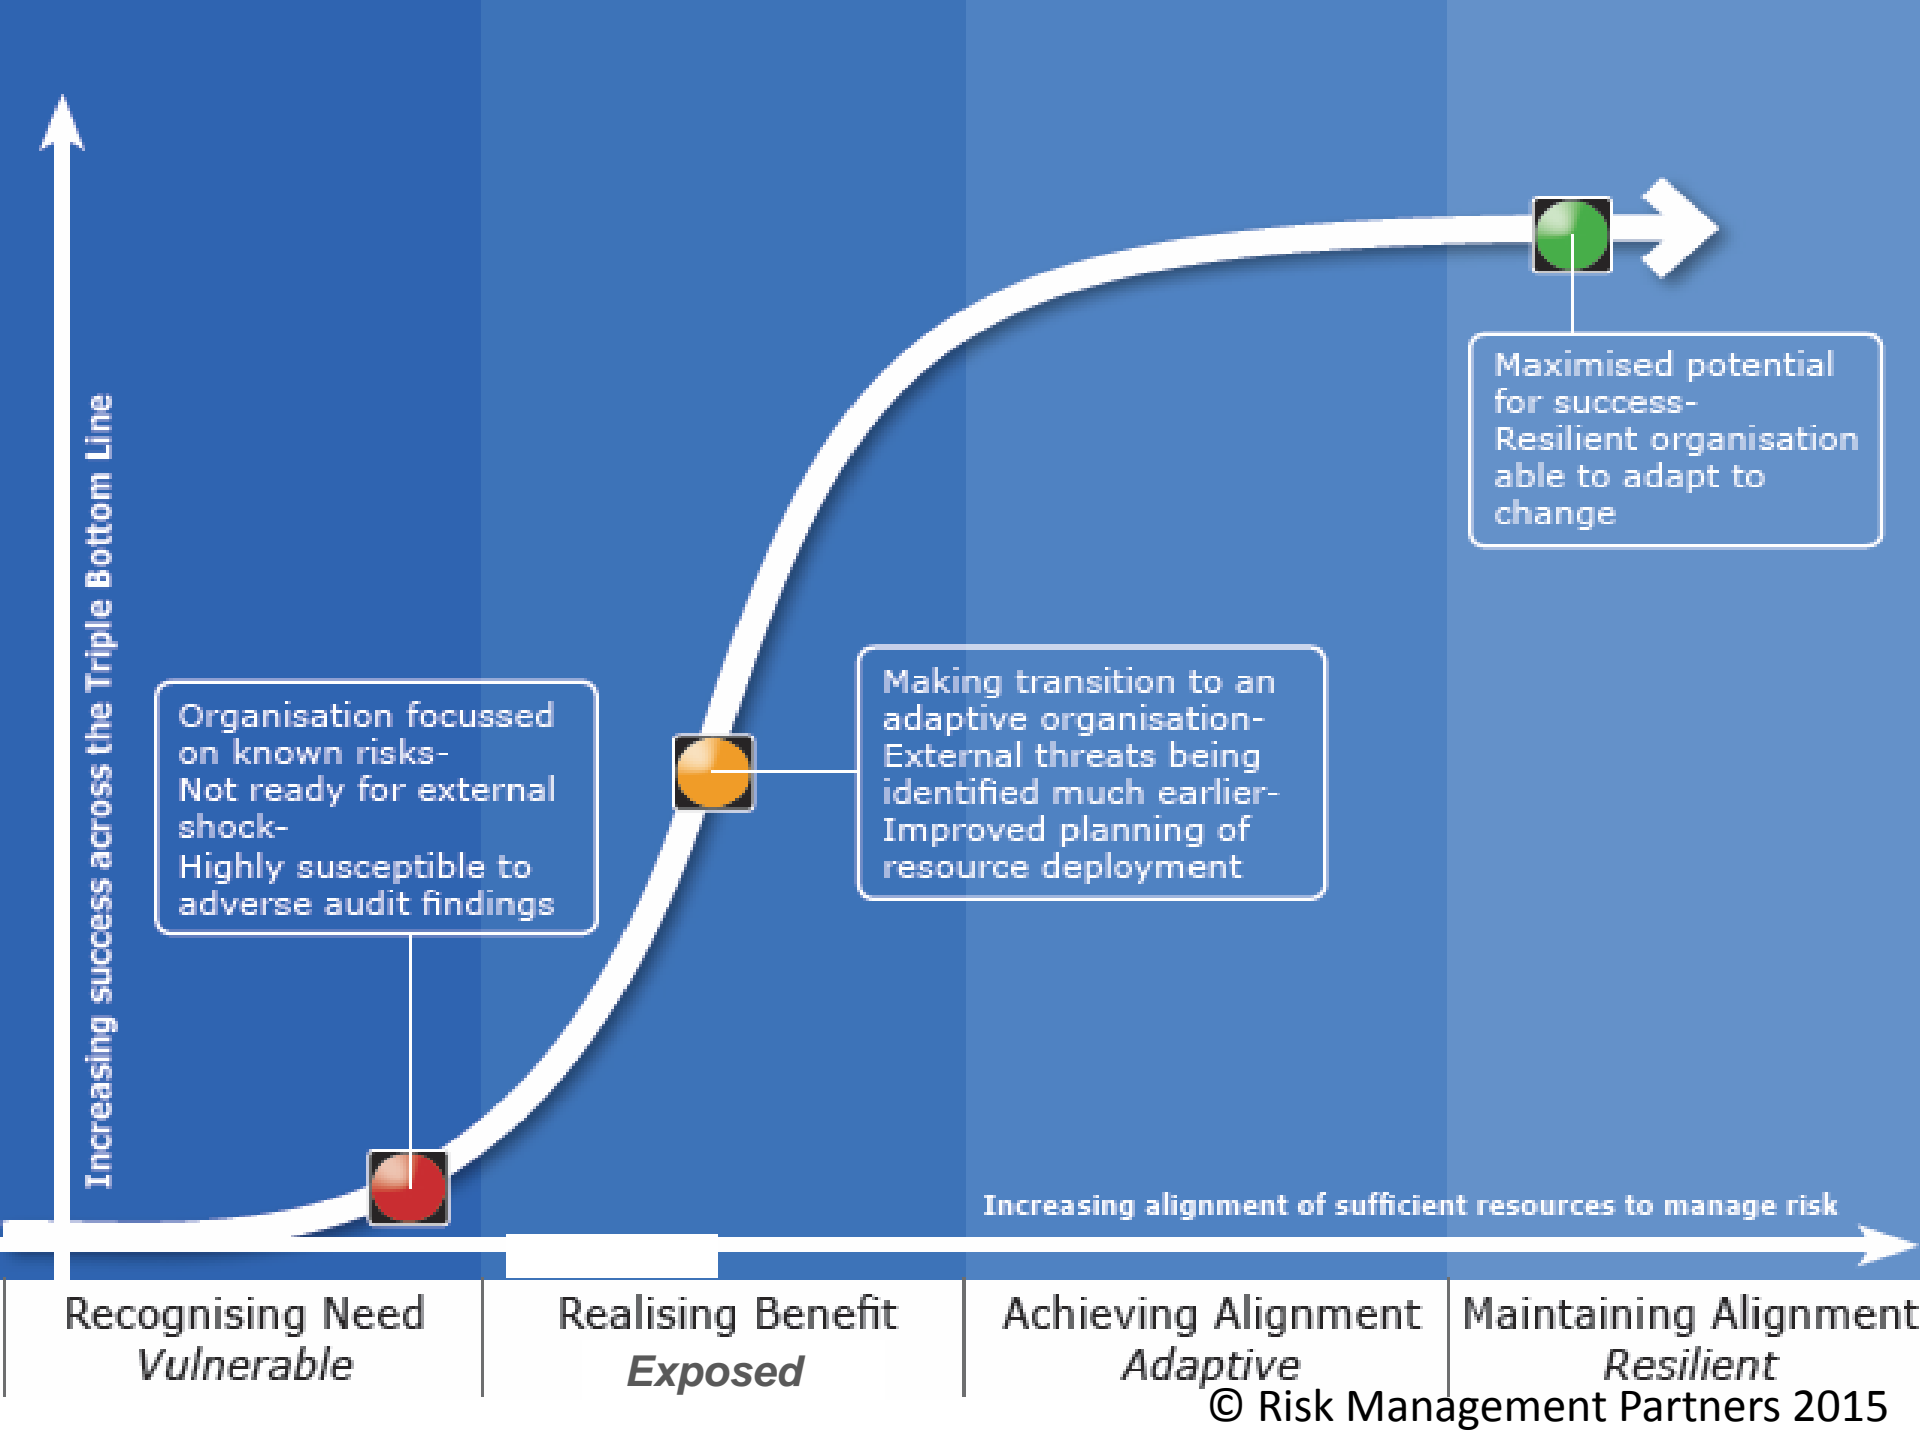 Increasing success across the Triple Bottom Line
Maximised potential
for success-
Resilient organisation
able to adapt to
change
Making transition to an
adaptive organisation-
External threats being
identified much earlier-
Improved planning of
resource deployment
Organisation focussed
on known risks-
Not ready for external
shock-
Highly susceptible to
adverse audit findings
Increasing alignment of sufficient resources to manage risk
Recognising Need
Vulnerable
Realising Benefit
Exposed
Achieving Alignment
Adaptive
Maintaining Alignment
Resilient
© Risk Management Partners 2015